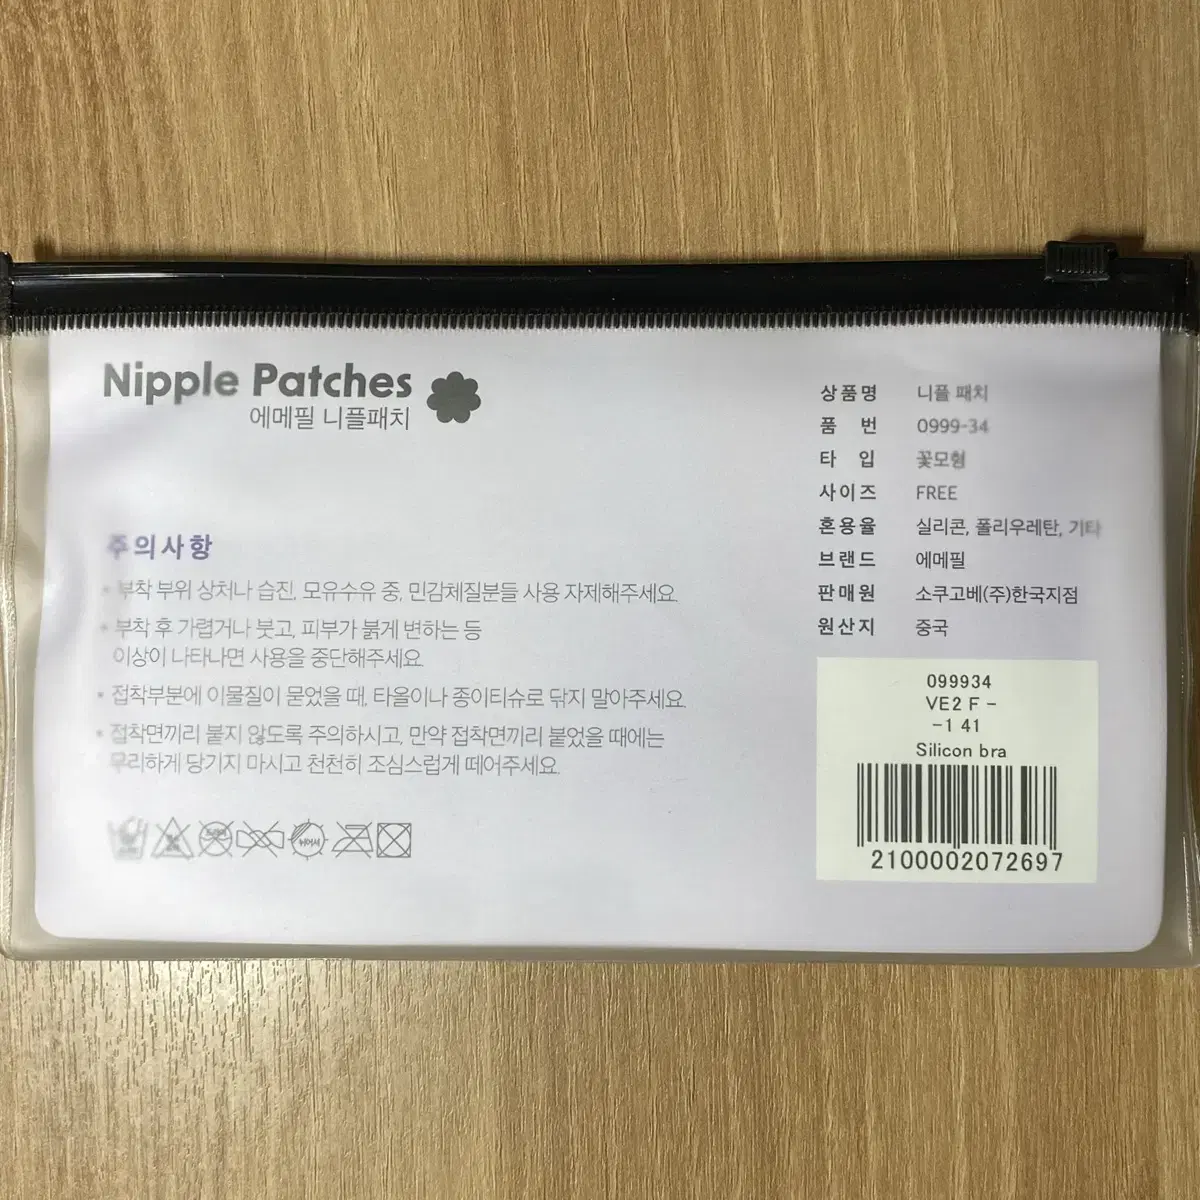 Nipple Patches
에메필 니플패치
주의사항
• 부착 부위 상처나 습진, 모유수유 중, 민감체질분들 사용 자제해주세요.
• 부착 후 가렵거나 붓고, 피부가 붉게 변하는 등
이상이 나타나면 사용을 중단해주세요.
• 접착부분에 이물질이 묻었을 때, 타올이나 종이티슈로 닦지 말아주세요.
• 접착면끼리 붙지 않도록 주의하시고, 만약 접착면끼리 붙었을 때에는
무리하게 당기지 마시고 천천히 조심스럽게 떼어주세요.
상품명 니플 패치
품 번 0999-34
타 입 꽃모형
사이즈 FREE
혼용율 실리콘, 폴리우레탄, 기타
브랜드 에메필
판매원 소쿠고베(주)한국지점
원산지 중국
099934
VE2 F -
-1 41
Silicon bra
2100002072697